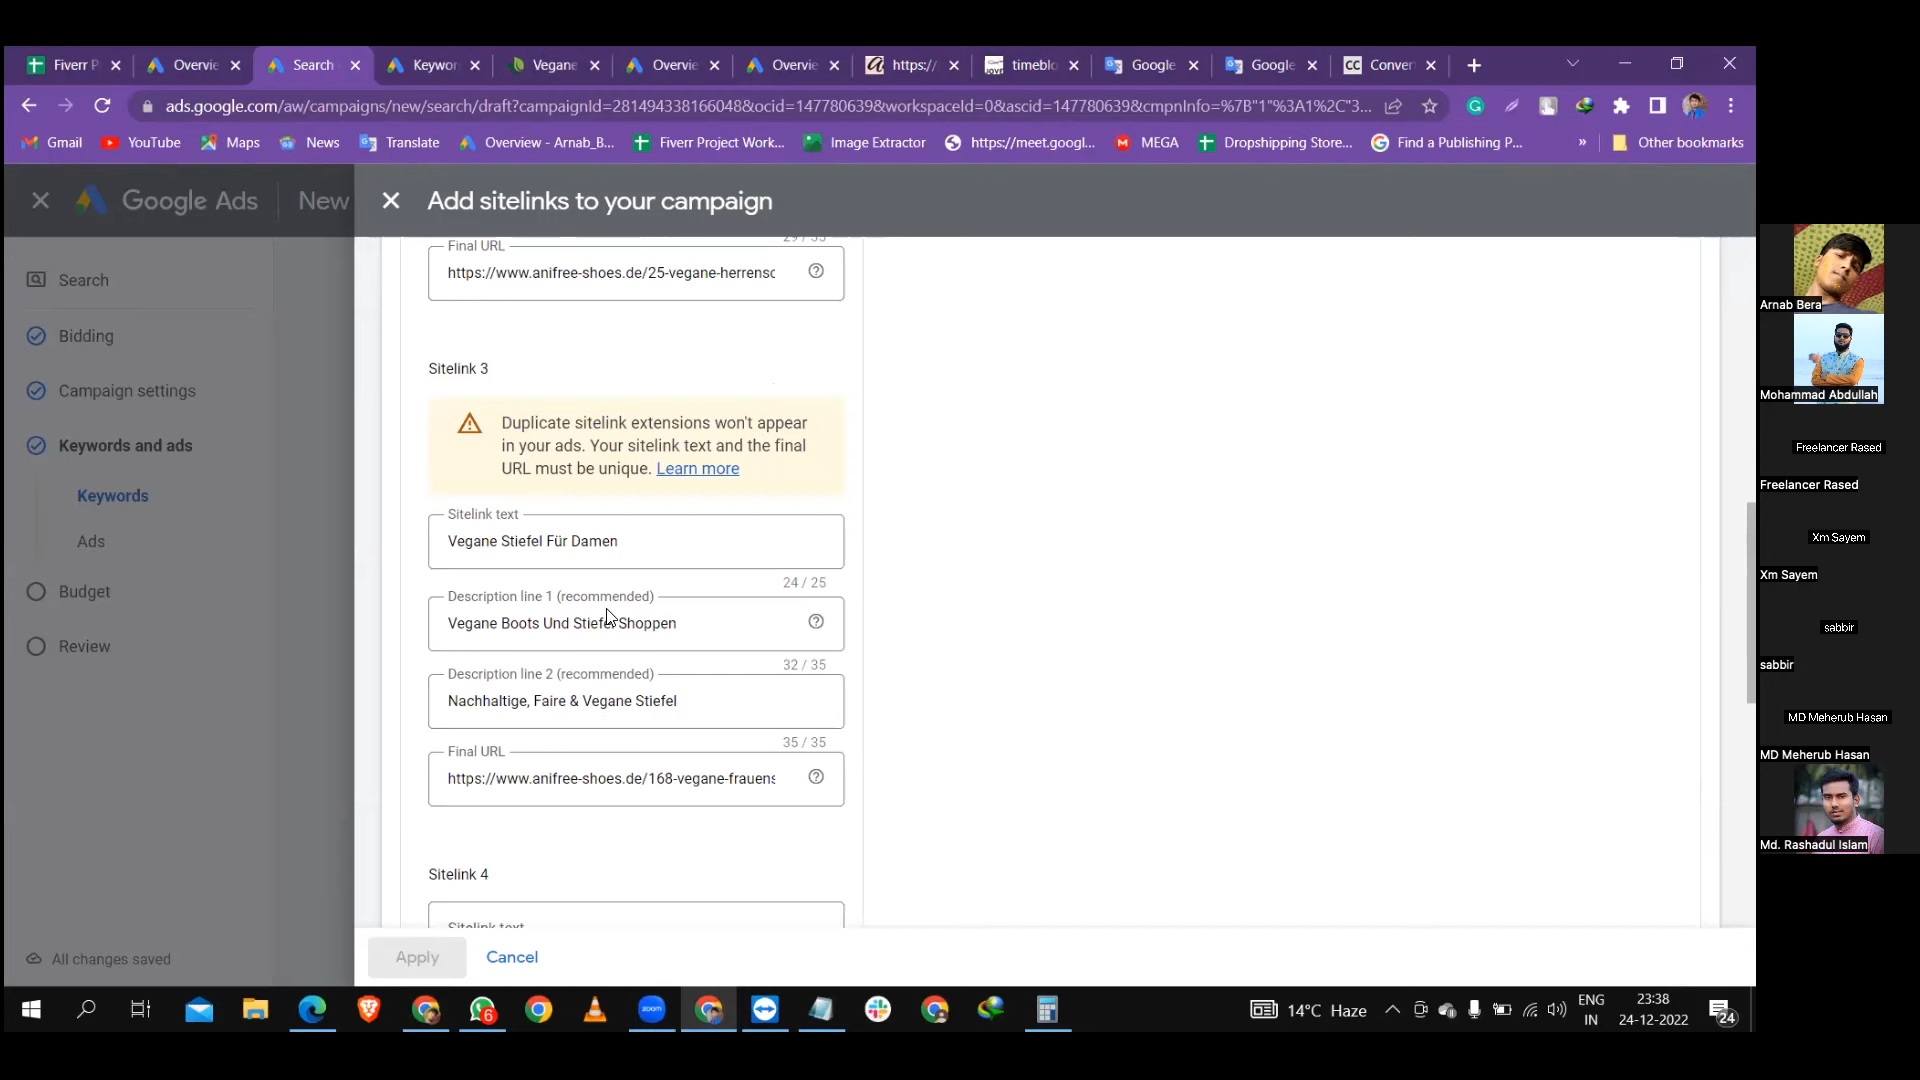 Fiverr P
Overvie
Search
Keywor
Vegane
Overvie
Overvie
https://
timeblo
Google
Google
CC Conver
ads.google.com/aw/campaigns/new/search/draft?campaignId=281494338166048&ocid=147780639&workspaceId=0&ascid=147780639&cmpnInfo=%7B"1"%3A1%2C"3...
Gmail
YouTube
Maps
News
Translate
Overview - Arnab_B...
Fiverr Project Work...
Image Extractor
https://meet.googl...
MEGA
Dropshipping Store...
Find a Publishing P...
»
Other bookmarks
Google Ads
New
Add sitelinks to your campaign
Search
Bidding
Campaign settings
Keywords and ads
Keywords
Ads
Budget
Review
All changes saved
29 / 35
Final URL
https://www.anifree-shoes.de/25-vegane-herrensc
Sitelink 3
Duplicate sitelink extensions won't appear
in your ads. Your sitelink text and the final
URL must be unique. Learn more
Sitelink text
Vegane Stiefel Für Damen
24 / 25
Description line 1 (recommended)
Vegane Boots Und Stiefel Shoppen
32 / 35
Description line 2 (recommended)
Nachhaltige, Faire & Vegane Stiefel
35 / 35
Final URL
https://www.anifree-shoes.de/168-vegane-frauens
Sitelink 4
Sitelink text
Apply
Cancel
Arnab Bera
Mohammad Abdullah
Freelancer Rased
Freelancer Rased
Xm Sayem
Xm Sayem
sabbir
sabbir
MD Meherub Hasan
MD Meherub Hasan
Md. Rashadul Islam
6
zoom
14°C Haze
ENG
IN
23:38
24-12-2022
24